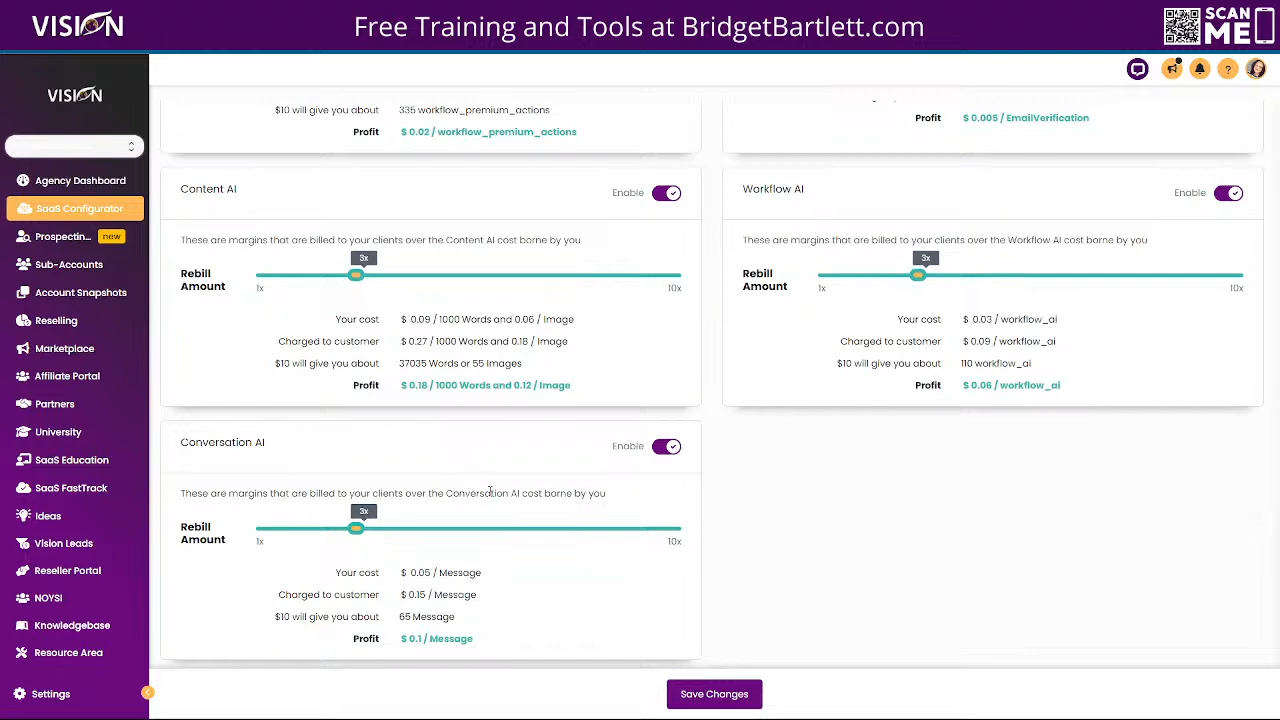 VISION
Free Training and Tools at BridgetBartlett.com
SCAN
ME
VISION
Agency Dashboard
SaaS Configurator
Prospectin... new
Sub-Accounts
Account Snapshots
Reselling
Marketplace
Affiliate Portal
Partners
University
SaaS Education
SaaS FastTrack
Ideas
Vision Leads
Reseller Portal
NOYSI
Knowledgebase
Resource Area
Settings
$10 will give you about 335 workflow_premium_actions
Profit $ 0.02 / workflow_premium_actions
Profit $ 0.005 / EmailVerification
Content AI Enable
These are margins that are billed to your clients over the Content AI cost borne by you
3x
Rebill
Amount
1x 10x
Your cost $ 0.09 / 1000 Words and 0.06 / Image
Charged to customer $ 0.27 / 1000 Words and 0.18 / Image
$10 will give you about 37035 Words or 55 Images
Profit $ 0.18 / 1000 Words and 0.12 / Image
Workflow AI Enable
These are margins that are billed to your clients over the Workflow AI cost borne by you
3x
Rebill
Amount
1x 10x
Your cost $ 0.03 / workflow_ai
Charged to customer $ 0.09 / workflow_ai
$10 will give you about 110 workflow_ai
Profit $ 0.06 / workflow_ai
Conversation AI Enable
These are margins that are billed to your clients over the Conversation AI cost borne by you
3x
Rebill
Amount
1x 10x
Your cost $ 0.05 / Message
Charged to customer $ 0.15 / Message
$10 will give you about 65 Message
Profit $ 0.1 / Message
Save Changes